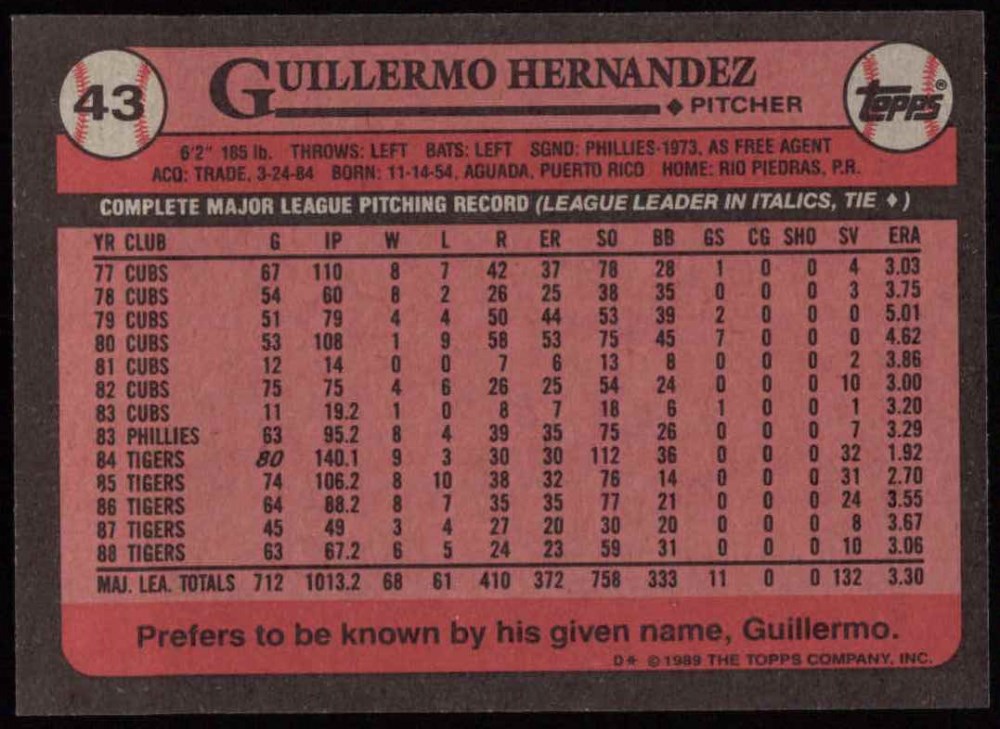 43
GUILLERMO HERNANDEZ
♦ PITCHER
topps®
6'2" 185 lb. THROWS: LEFT BATS: LEFT SGND: PHILLIES-1973, AS FREE AGENT
ACQ: TRADE, 3-24-84 BORN: 11-14-54, AGUADA, PUERTO RICO HOME: RIO PIEDRAS, P.R.
COMPLETE MAJOR LEAGUE PITCHING RECORD (LEAGUE LEADER IN ITALICS, TIE ♦)
YR CLUB G IP W L R ER SO BB GS CG SHO SV ERA
77 CUBS 67 110 8 7 42 37 78 28 1 0 0 4 3.03
78 CUBS 54 60 8 2 26 25 38 35 0 0 0 3 3.75
79 CUBS 51 79 4 4 50 44 53 39 2 0 0 0 5.01
80 CUBS 53 108 1 9 58 53 75 45 7 0 0 0 4.62
81 CUBS 12 14 0 0 7 6 13 8 0 0 0 2 3.86
82 CUBS 75 75 4 6 26 25 54 24 0 0 0 10 3.00
83 CUBS 11 19.2 1 0 8 7 18 6 1 0 0 1 3.20
83 PHILLIES 63 95.2 8 4 39 35 75 26 0 0 0 7 3.29
84 TIGERS 80 140.1 9 3 30 30 112 36 0 0 0 32 1.92
85 TIGERS 74 106.2 8 10 38 32 76 14 0 0 0 31 2.70
86 TIGERS 64 88.2 8 7 35 35 77 21 0 0 0 24 3.55
87 TIGERS 45 49 3 4 27 20 30 20 0 0 0 8 3.67
88 TIGERS 63 67.2 6 5 24 23 59 31 0 0 0 10 3.06
MAJ. LEA. TOTALS 712 1013.2 68 61 410 372 758 333 11 0 0 132 3.30
Prefers to be known by his given name, Guillermo.
D* ©1989 THE TOPPS COMPANY, INC.